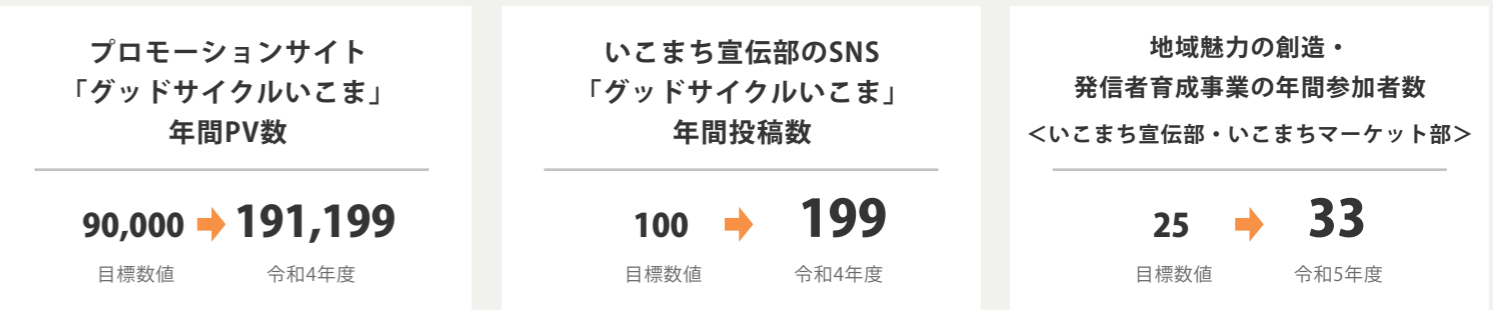 プロモーションサイト
「グッドサイクルいこま」
年間PV数
90,000 191,199
目標数値 令和4年度
いこまち宣伝部のSNS
「グッドサイクルいこま」
年間投稿数
100 199
目標数値 令和4年度
地域魅力の創造・
発信者育成事業の年間参加者数
＜いこまち宣伝部・いこまちマーケット部＞
25 33
目標数値 令和5年度